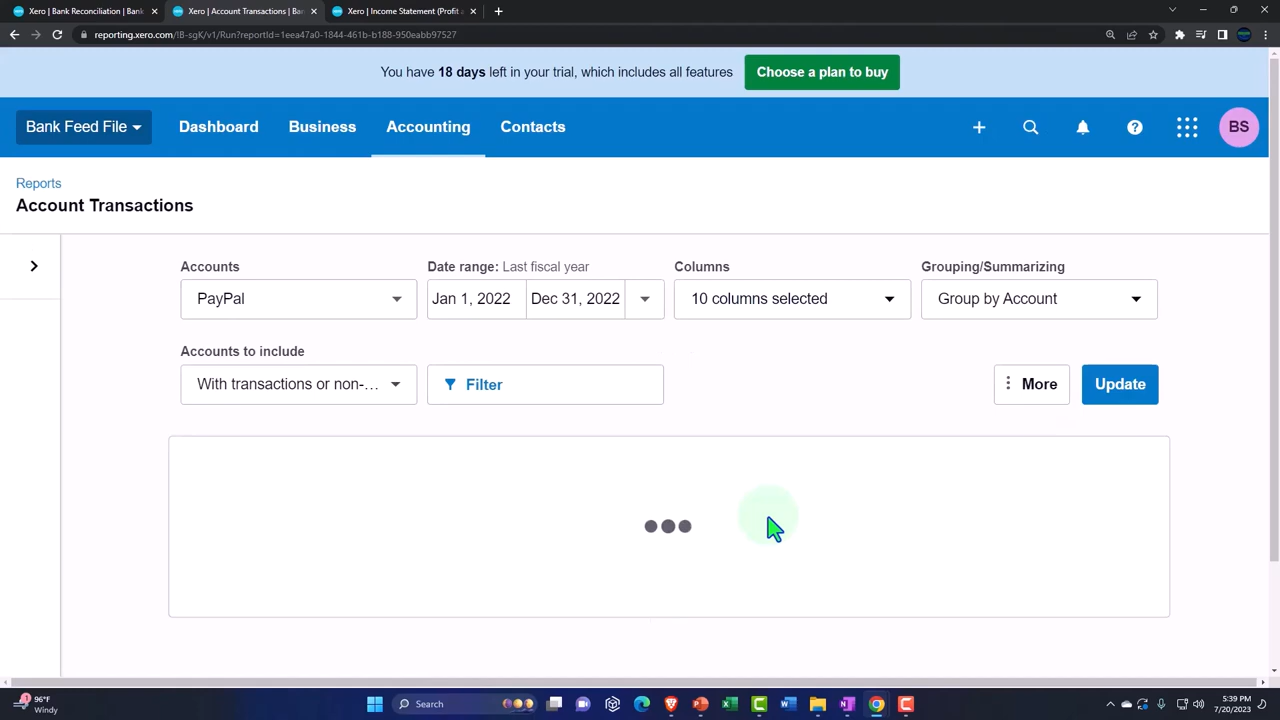 Xero | Bank Reconciliation | Bank
Xero | Account Transactions | Ban
Xero | Income Statement (Profit a
reporting.xero.com/!B-sgK/v1/Run?reportId=1eea47a0-1844-461b-b188-950eabb97527
You have 18 days left in your trial, which includes all features
Choose a plan to buy
Bank Feed File
Dashboard
Business
Accounting
Contacts
BS
Reports
Account Transactions
Accounts
Date range: Last fiscal year
Columns
Grouping/Summarizing
PayPal
Jan 1, 2022
Dec 31, 2022
10 columns selected
Group by Account
Accounts to include
With transactions or non-...
Filter
More
Update
96°F
Windy
Search
5:39 PM
7/20/2023